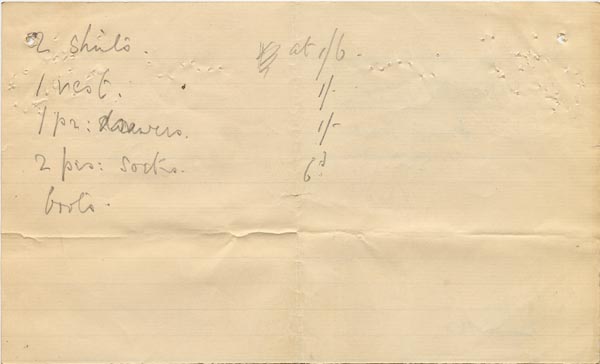 2 shirts. at 1/6.
1 vest. 1/-
1 pr: drawers. 1/-
2 prs: socks. 6d
boots.